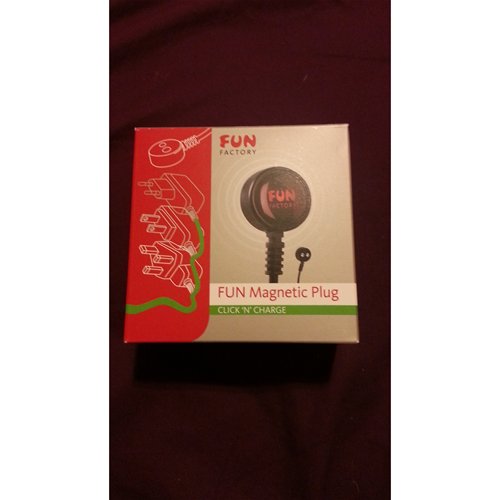 FUN
FACTORY
FUN
FACTORY
FUN Magnetic Plug
CLICK 'N' CHARGE